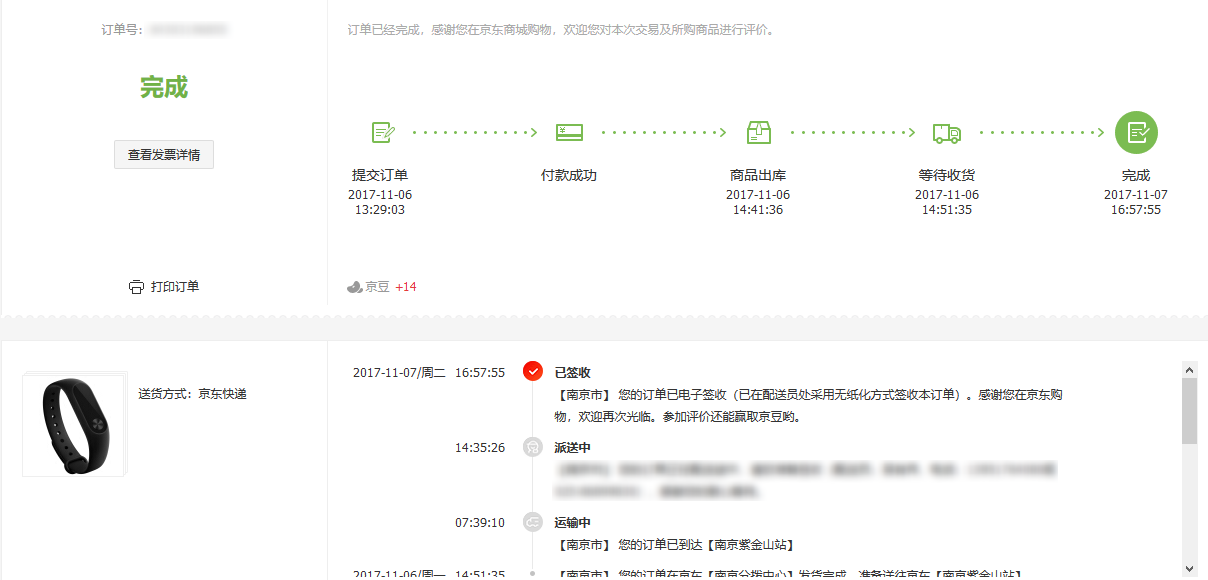 订单号：
订单已经完成，感谢您在京东商城购物，欢迎您对本次交易及所购商品进行评价。
完成
查看发票详情
提交订单
2017-11-06
13:29:03
付款成功
商品出库
2017-11-06
14:41:36
等待收货
2017-11-06
14:51:35
完成
2017-11-07
16:57:55
打印订单
京豆 +14
送货方式：京东快递
2017-11-07/周二 16:57:55 已签收
【南京市】 您的订单已电子签收（已在配送员处采用无纸化方式签收本订单）。感谢您在京东购
物，欢迎再次光临。参加评价还能赢取京豆哟。
14:35:26 派送中
07:39:10 运输中
【南京市】 您的订单已到达【南京紫金山站】
2017-11-06/周一 14:51:35 【南京市】 您的订单在京东【南京分拨中心】发货完成，准备送往京东【南京紫金山站】